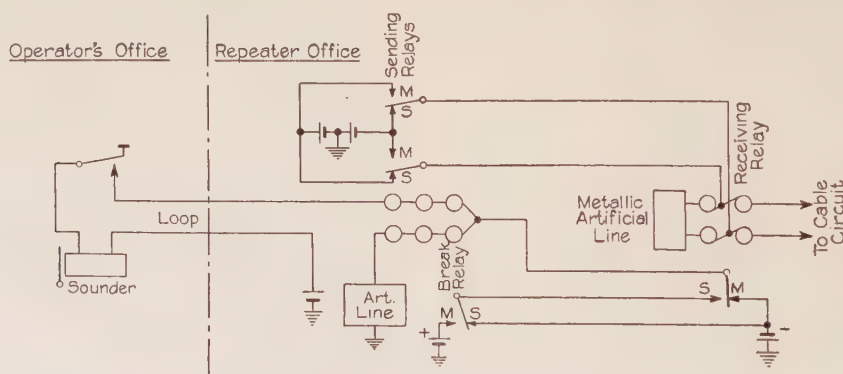 Operator's Office
Repeater Office
Sending
Relays
M
S
M
S
Loop
Sounder
Art.
Line
Break
Relay
M
S
+
Metallic
Artificial
Line
Receiving
Relay
To Cable
Circuit
S
M
-